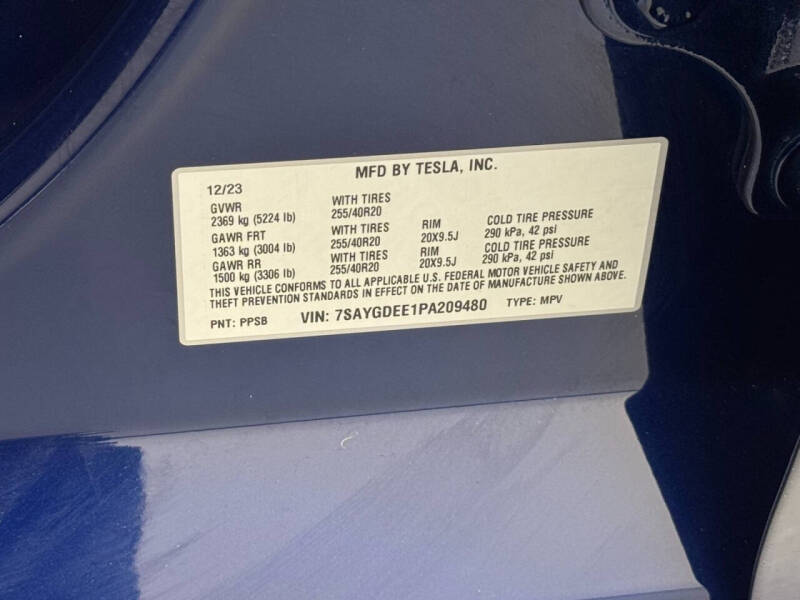 MFD BY TESLA, INC.
12/23
GVWR WITH TIRES
2369 kg (5224 lb) 255/40R20
GAWR FRT WITH TIRES RIM COLD TIRE PRESSURE
1363 kg (3004 lb) 255/40R20 20X9.5J 290 kPa, 42 psi
GAWR RR WITH TIRES RIM COLD TIRE PRESSURE
1500 kg (3306 lb) 255/40R20 20X9.5J 290 kPa, 42 psi
THIS VEHICLE CONFORMS TO ALL APPLICABLE U.S. FEDERAL MOTOR VEHICLE SAFETY AND
THEFT PREVENTION STANDARDS IN EFFECT ON THE DATE OF MANUFACTURE SHOWN ABOVE.
PNT: PPSB VIN: 7SAYGDEE1PA209480 TYPE: MPV